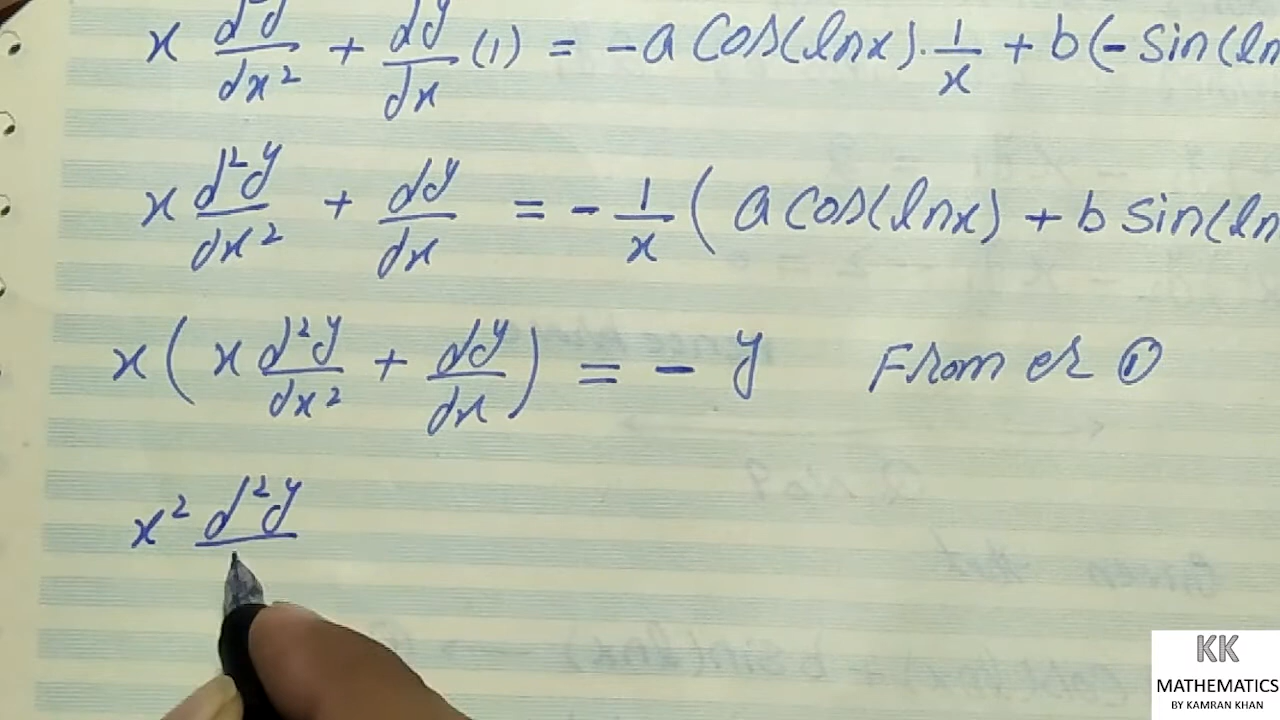 x d²y/dx² + dy/dx (1) = -a Cos(lnx).1/x + b(-Sin(ln
x d²y/dx² + dy/dx = -1/x ( a cos(lnx) + b sin(ln
x ( x d²y/dx² + dy/dx ) = - y From er ①
x² d²y
KK
MATHEMATICS
BY KAMRAN KHAN